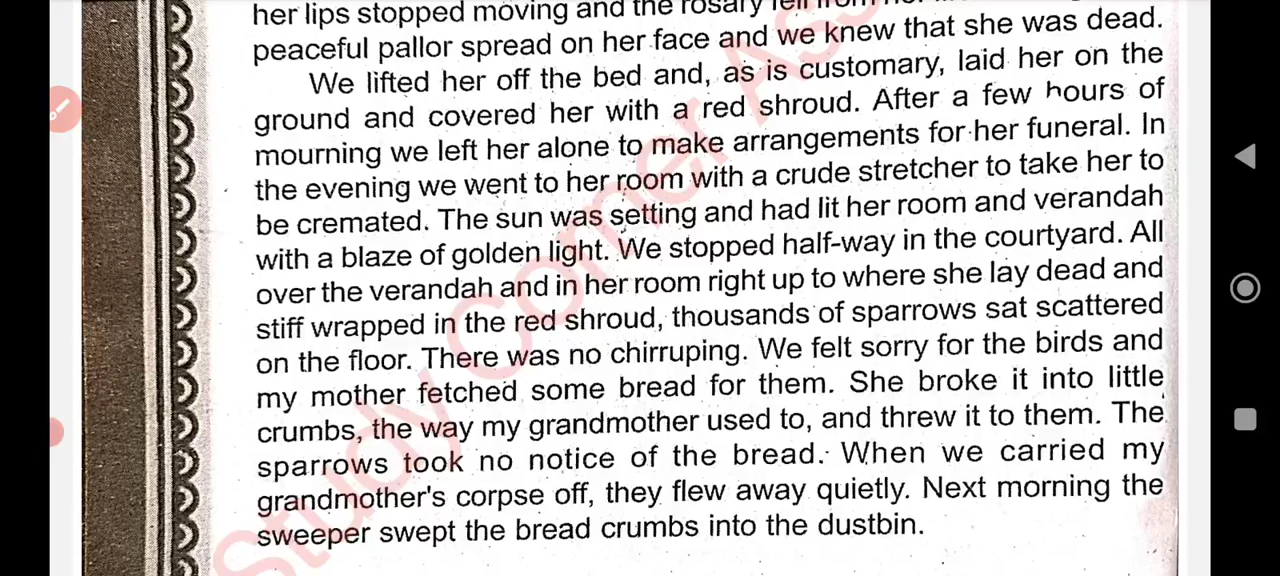 her lips stopped moving and the rosary fell from
peaceful pallor spread on her face and we knew that she was dead.
We lifted her off the bed and, as is customary, laid her on the
ground and covered her with a red shroud. After a few hours of
mourning we left her alone to make arrangements for her funeral. In
the evening we went to her room with a crude stretcher to take her to
be cremated. The sun was setting and had lit her room and verandah
with a blaze of golden light. We stopped half-way in the courtyard. All
over the verandah and in her room right up to where she lay dead and
stiff wrapped in the red shroud, thousands of sparrows sat scattered
on the floor. There was no chirruping. We felt sorry for the birds and
my mother fetched some bread for them. She broke it into little
crumbs, the way my grandmother used to, and threw it to them. The
sparrows took no notice of the bread. When we carried my
grandmother's corpse off, they flew away quietly. Next morning the
sweeper swept the bread crumbs into the dustbin.
Study Corner